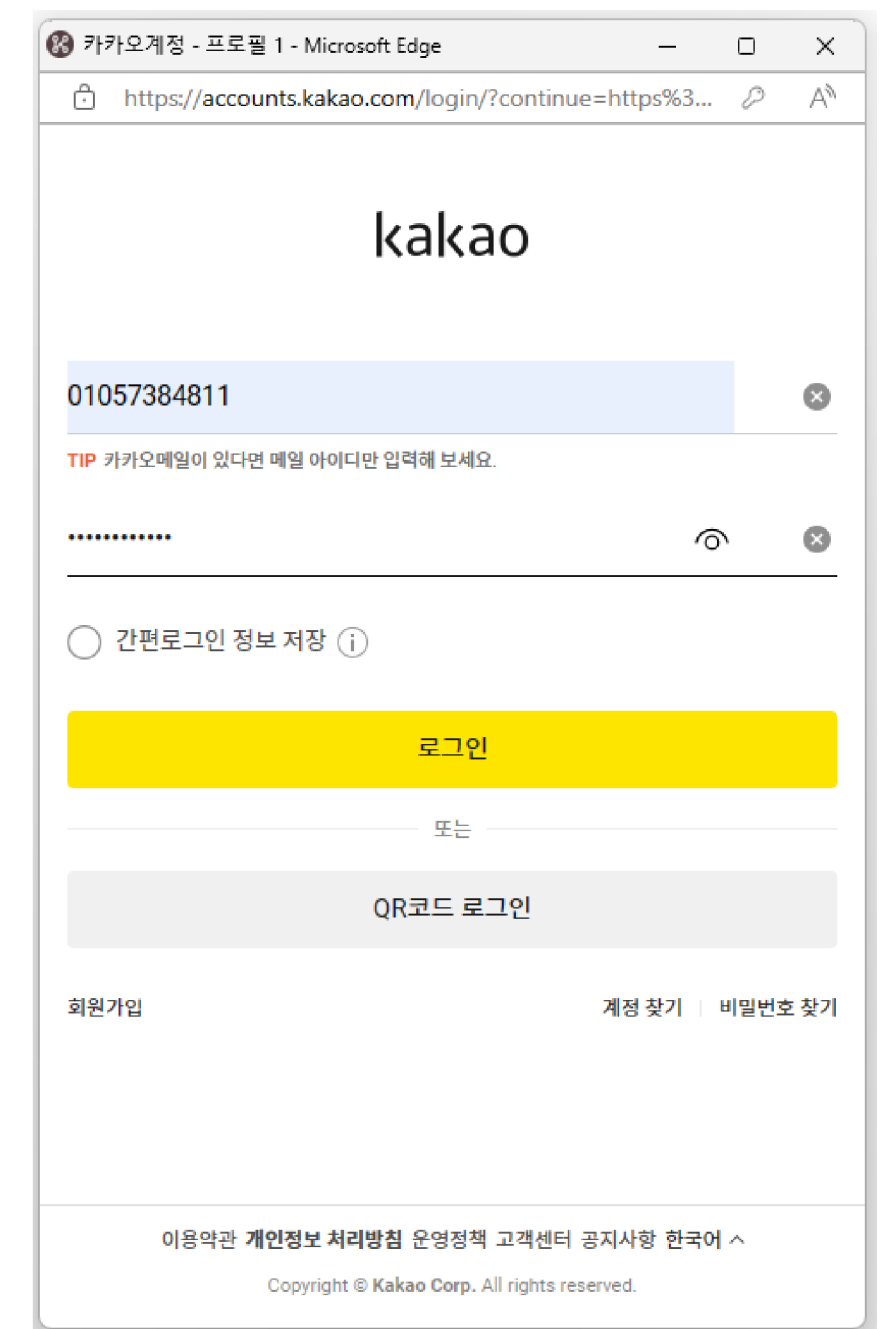 카카오계정 - 프로필 1 - Microsoft Edge
https://accounts.kakao.com/login/?continue=https%3...
kakao
01057384811
TIP 카카오메일이 있다면 메일 아이디만 입력해 보세요.
••••••••••••
간편로그인 정보 저장
로그인
또는
QR코드 로그인
회원가입 계정 찾기 | 비밀번호 찾기
이용약관 개인정보 처리방침 운영정책 고객센터 공지사항 한국어
Copyright © Kakao Corp. All rights reserved.